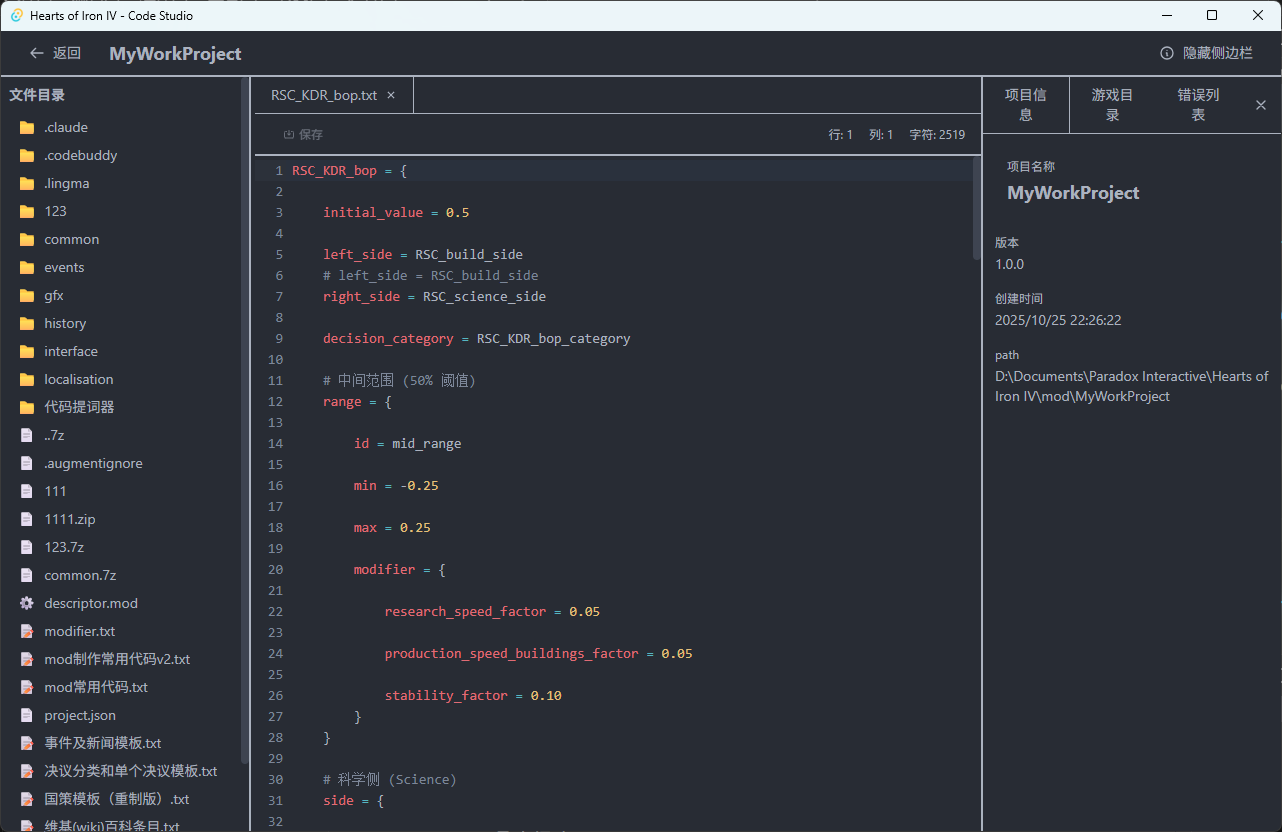 Hearts of Iron IV - Code Studio
返回
MyWorkProject
隐藏侧边栏
文件目录
.claude
.codebuddy
.lingma
123
common
events
gfx
history
interface
localisation
代码提词器
..7z
.augmentignore
111
1111.zip
123.7z
common.7z
descriptor.mod
modifier.txt
mod制作常用代码v2.txt
mod常用代码.txt
project.json
事件及新闻模板.txt
决议分类和单个决议模板.txt
国策模板（重制版）.txt
维基(wiki)百科条目.txt
RSC_KDR_bop.txt ×
保存
行: 1 列: 1 字符: 2519
1 RSC_KDR_bop = {
2
3 initial_value = 0.5
4
5 left_side = RSC_build_side
6 # left_side = RSC_build_side
7 right_side = RSC_science_side
8
9 decision_category = RSC_KDR_bop_category
10
11 # 中间范围 (50% 阈值)
12 range = {
13
14 id = mid_range
15
16 min = -0.25
17
18 max = 0.25
19
20 modifier = {
21
22 research_speed_factor = 0.05
23
24 production_speed_buildings_factor = 0.05
25
26 stability_factor = 0.10
27 }
28 }
29
30 # 科学侧 (Science)
31 side = {
32
项目信
息
游戏目
录
错误列
表
项目名称
MyWorkProject
版本
1.0.0
创建时间
2025/10/25 22:26:22
path
D:\Documents\Paradox Interactive\Hearts of
Iron IV\mod\MyWorkProject